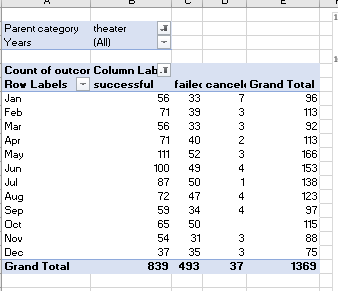 A B C D E
Parent category theater
Years (All)
Count of outcor Column Lab
Row Labels successful failec cancele Grand Total
Jan 56 33 7 96
Feb 71 39 3 113
Mar 56 33 3 92
Apr 71 40 2 113
May 111 52 3 166
Jun 100 49 4 153
Jul 87 50 1 138
Aug 72 47 4 123
Sep 59 34 4 97
Oct 65 50 115
Nov 54 31 3 88
Dec 37 35 3 75
Grand Total 839 493 37 1369